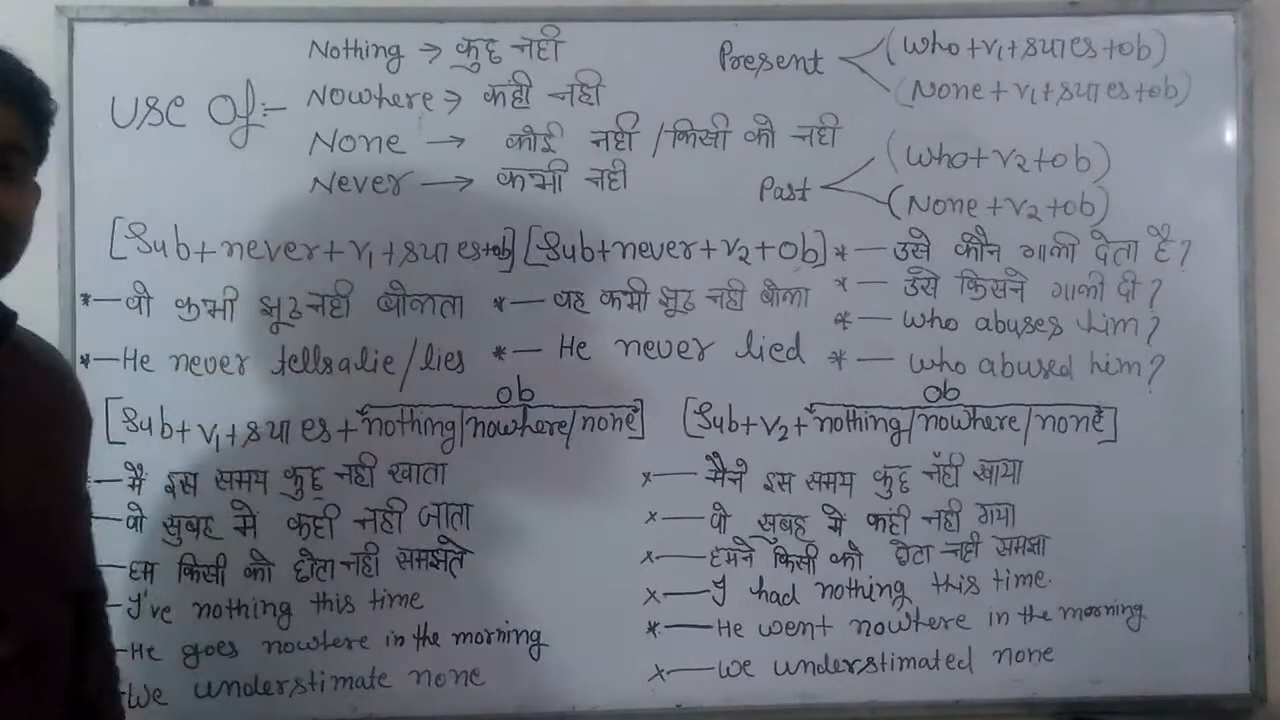 Use Of:-
Nothing → कुछ नही
Nowhere → कही नही
None → कोई नही / किसी को नही
Never → कभी नही
Present
(Who+v1+s या es+ob)
(None+v1+s या es+ob)
Past
(Who+v2+ob)
(None+v2+ob)
[Sub+never+v1+s या es+ob] [Sub+never+v2+ob]
*— वो कभी झूठ नही बोलता
*— He never tells a lie/lies
*— वह कभी झूठ नही बोला
*— He never lied
*— उसे कौन गाली देता है?
*— उसे किसने गाली दी?
*— who abuses him?
*— who abused him?
ob
[Sub+v1+s या es+nothing/nowhere/none]
— मै इस समय कुछ नही खाता
— वो सुबह मे कही नही जाता
— हम किसी को छोटा नही समझते
— I've nothing this time
— He goes nowhere in the morning
— We understimate none
ob
[Sub+v2+nothing/nowhere/none]
x— मैने इस समय कुछ नही खाया
x— वो सुबह मे कही नही गया
x— हमने किसी को छोटा नही समझा
x— I had nothing this time.
*— He went nowhere in the morning
x— We understimated none